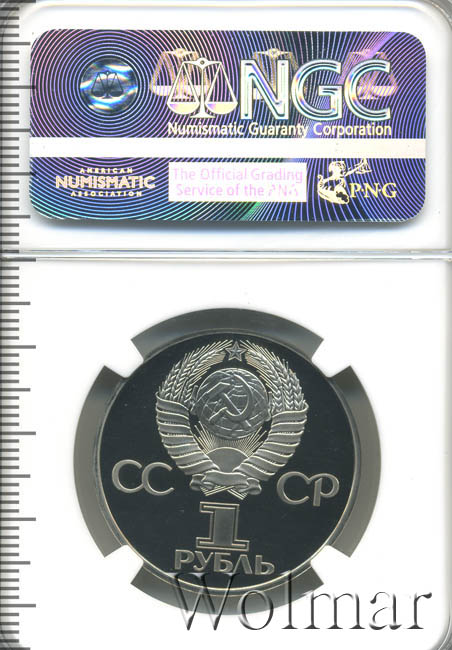 NGC
Numismatic Guaranty Corporation
AMERICAN
NUMISMATIC
ASSOCIATION
The Official Grading
Service of the PNG
PNG
СС СР
1
РУБЛЬ
Wolmar